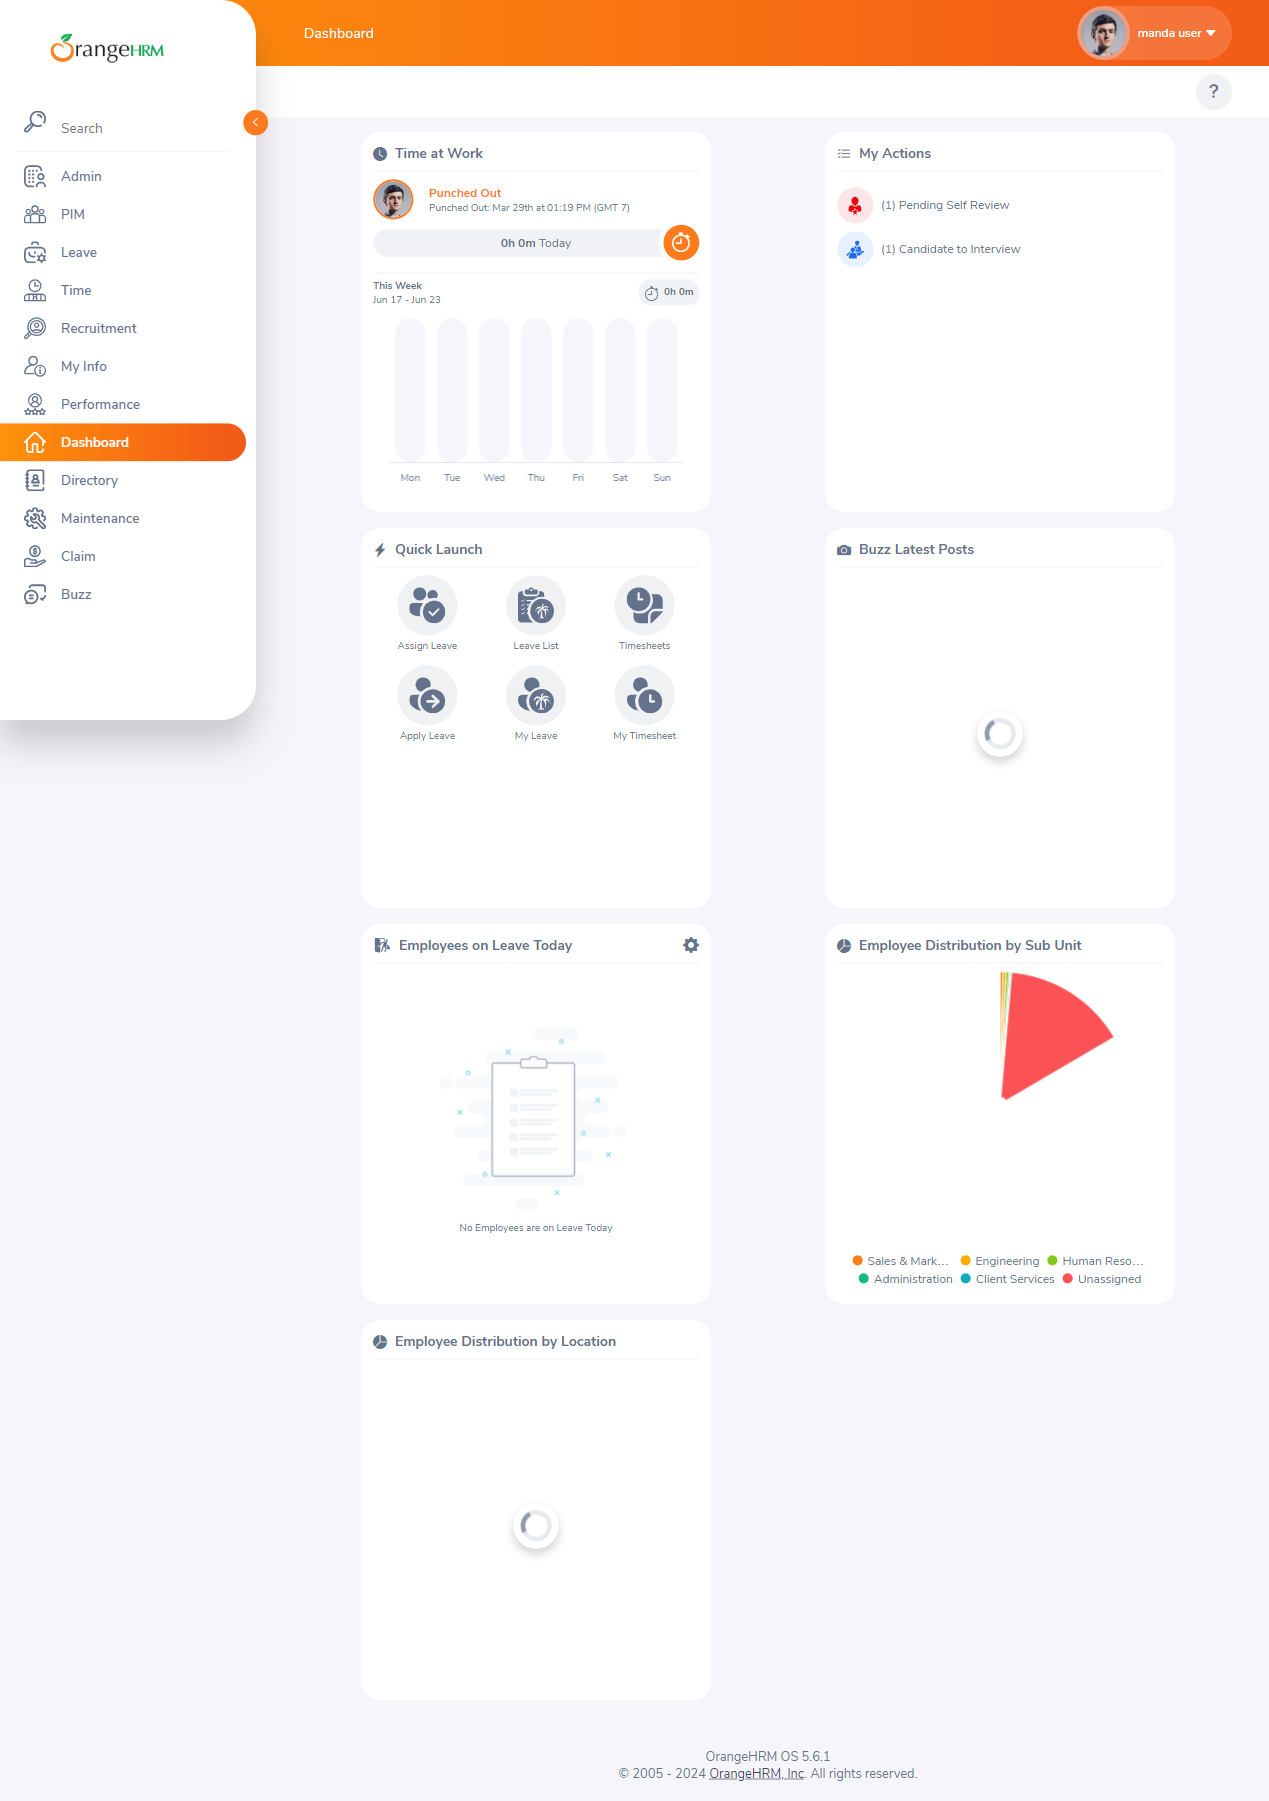 OrangeHRM
Dashboard
manda user
?
Search
Admin
PIM
Leave
Time
Recruitment
My Info
Performance
Dashboard
Directory
Maintenance
Claim
Buzz
Time at Work
Punched Out
Punched Out: Mar 29th at 01:19 PM (GMT 7)
0h 0m Today
This Week
Jun 17 - Jun 23
0h 0m
Mon Tue Wed Thu Fri Sat Sun
My Actions
(1) Pending Self Review
(1) Candidate to Interview
Quick Launch
Assign Leave
Leave List
Timesheets
Apply Leave
My Leave
My Timesheet
Buzz Latest Posts
Employees on Leave Today
No Employees are on Leave Today
Employee Distribution by Sub Unit
Sales & Mark... Engineering Human Reso...
Administration Client Services Unassigned
Employee Distribution by Location
OrangeHRM OS 5.6.1
© 2005 - 2024 OrangeHRM, Inc. All rights reserved.